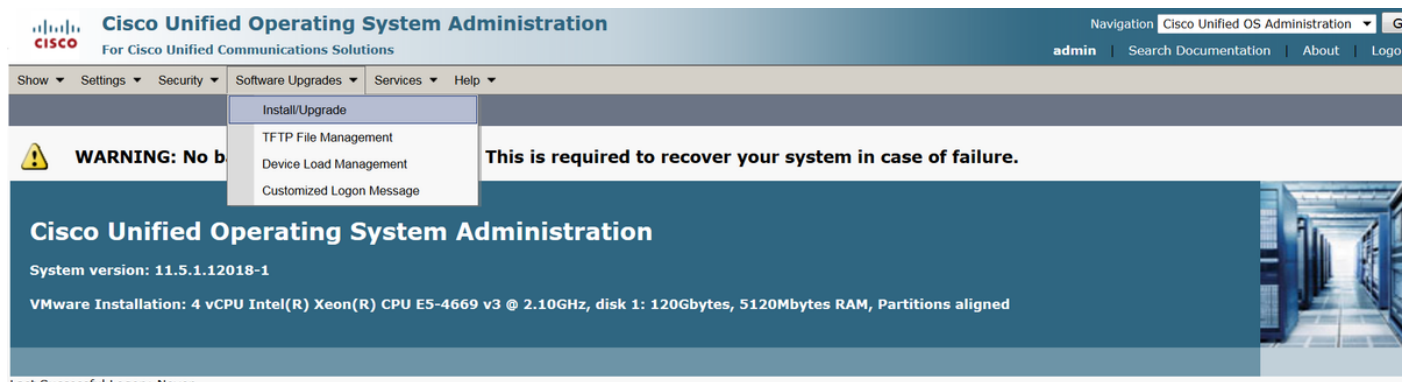 Cisco Unified Operating System Administration
For Cisco Unified Communications Solutions
CISCO
Navigation Cisco Unified OS Administration
admin | Search Documentation | About | Logo
Show Settings Security Software Upgrades Services Help
Install/Upgrade
TFTP File Management
Device Load Management
Customized Logon Message
WARNING: No b This is required to recover your system in case of failure.
Cisco Unified Operating System Administration
System version: 11.5.1.12018-1
VMware Installation: 4 vCPU Intel(R) Xeon(R) CPU E5-4669 v3 @ 2.10GHz, disk 1: 120Gbytes, 5120Mbytes RAM, Partitions aligned